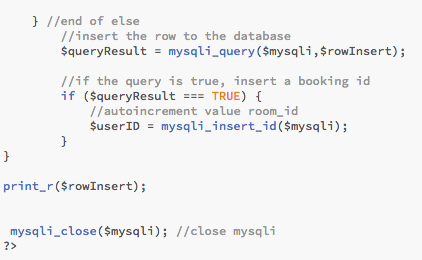 } //end of else
//insert the row to the database
$queryResult = mysqli_query($mysqli,$rowInsert);
//if the query is true, insert a booking id
if ($queryResult === TRUE) {
//autoincrement value room_id
$userID = mysqli_insert_id($mysqli);
}
}
print_r($rowInsert);
mysqli_close($mysqli); //close mysqli
?>